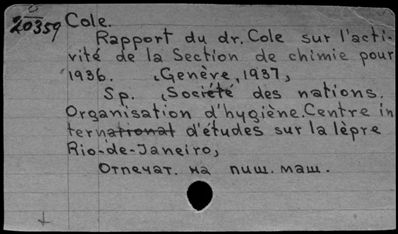 20359
Cole.
Rapport du dr. Cole sur l'acti-
vité de la Section de chimie pour
1936. Genève, 1937,
Sp. Société des nations.
Organisation d'hygiène. Centre in
ternational d'études sur la lèpre
Rio-de-Janeiro,
Отпечат. на пиш. маш.